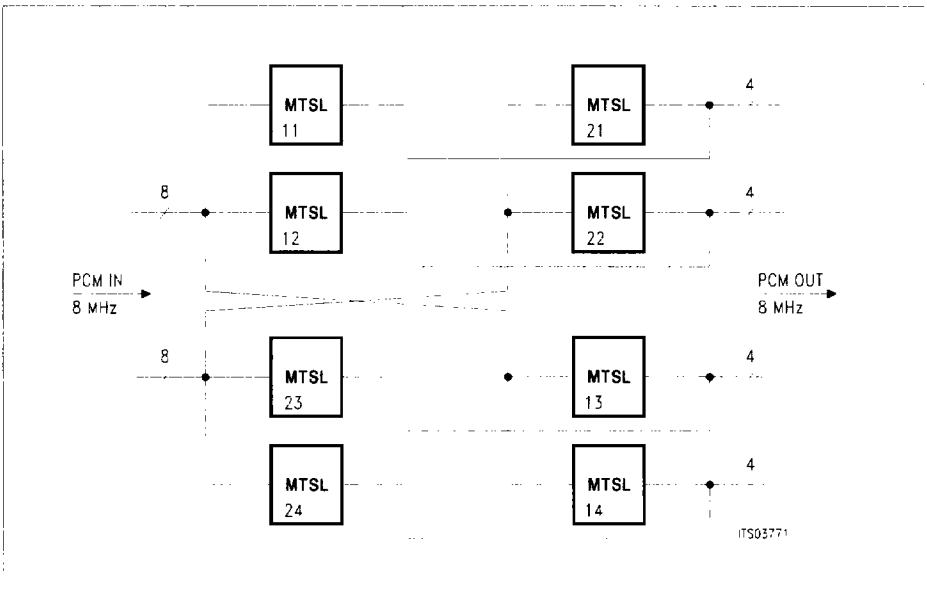 MTSL
11
MTSL
21
4
8
MTSL
12
MTSL
22
4
PCM IN
8 MHz
PCM OUT
8 MHz
8
MTSL
23
MTSL
13
4
MTSL
24
MTSL
14
4
ITS03771